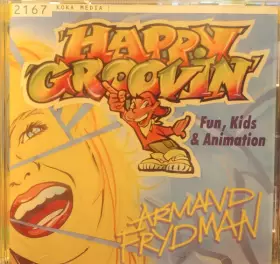 2167 KOKA MEDIA
HAPPY
GROOVIN'
Fun, Kids
& Animation
ARMAND
FRYDMAN